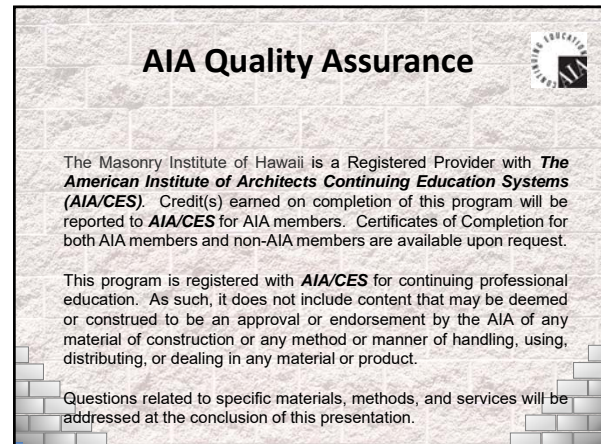 AIA Quality Assurance
CONTINUING EDUCATION
AIA
The Masonry Institute of Hawaii is a Registered Provider with The
American Institute of Architects Continuing Education Systems
(AIA/CES). Credit(s) earned on completion of this program will be
reported to AIA/CES for AIA members. Certificates of Completion for
both AIA members and non-AIA members are available upon request.
This program is registered with AIA/CES for continuing professional
education. As such, it does not include content that may be deemed
or construed to be an approval or endorsement by the AIA of any
material of construction or any method or manner of handling, using,
distributing, or dealing in any material or product.
Questions related to specific materials, methods, and services will be
addressed at the conclusion of this presentation.